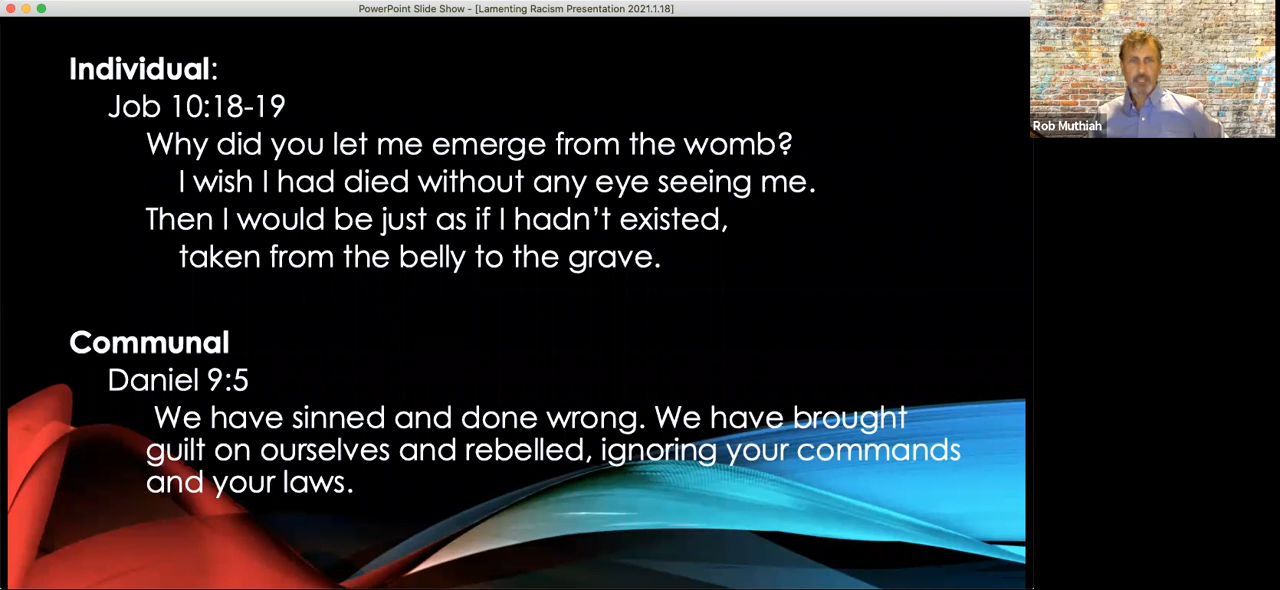 PowerPoint Slide Show - [Lamenting Racism Presentation 2021.1.18]
Individual:
Job 10:18-19
Why did you let me emerge from the womb?
I wish I had died without any eye seeing me.
Then I would be just as if I hadn’t existed,
taken from the belly to the grave.
Communal
Daniel 9:5
We have sinned and done wrong. We have brought
guilt on ourselves and rebelled, ignoring your commands
and your laws.
Rob Muthiah